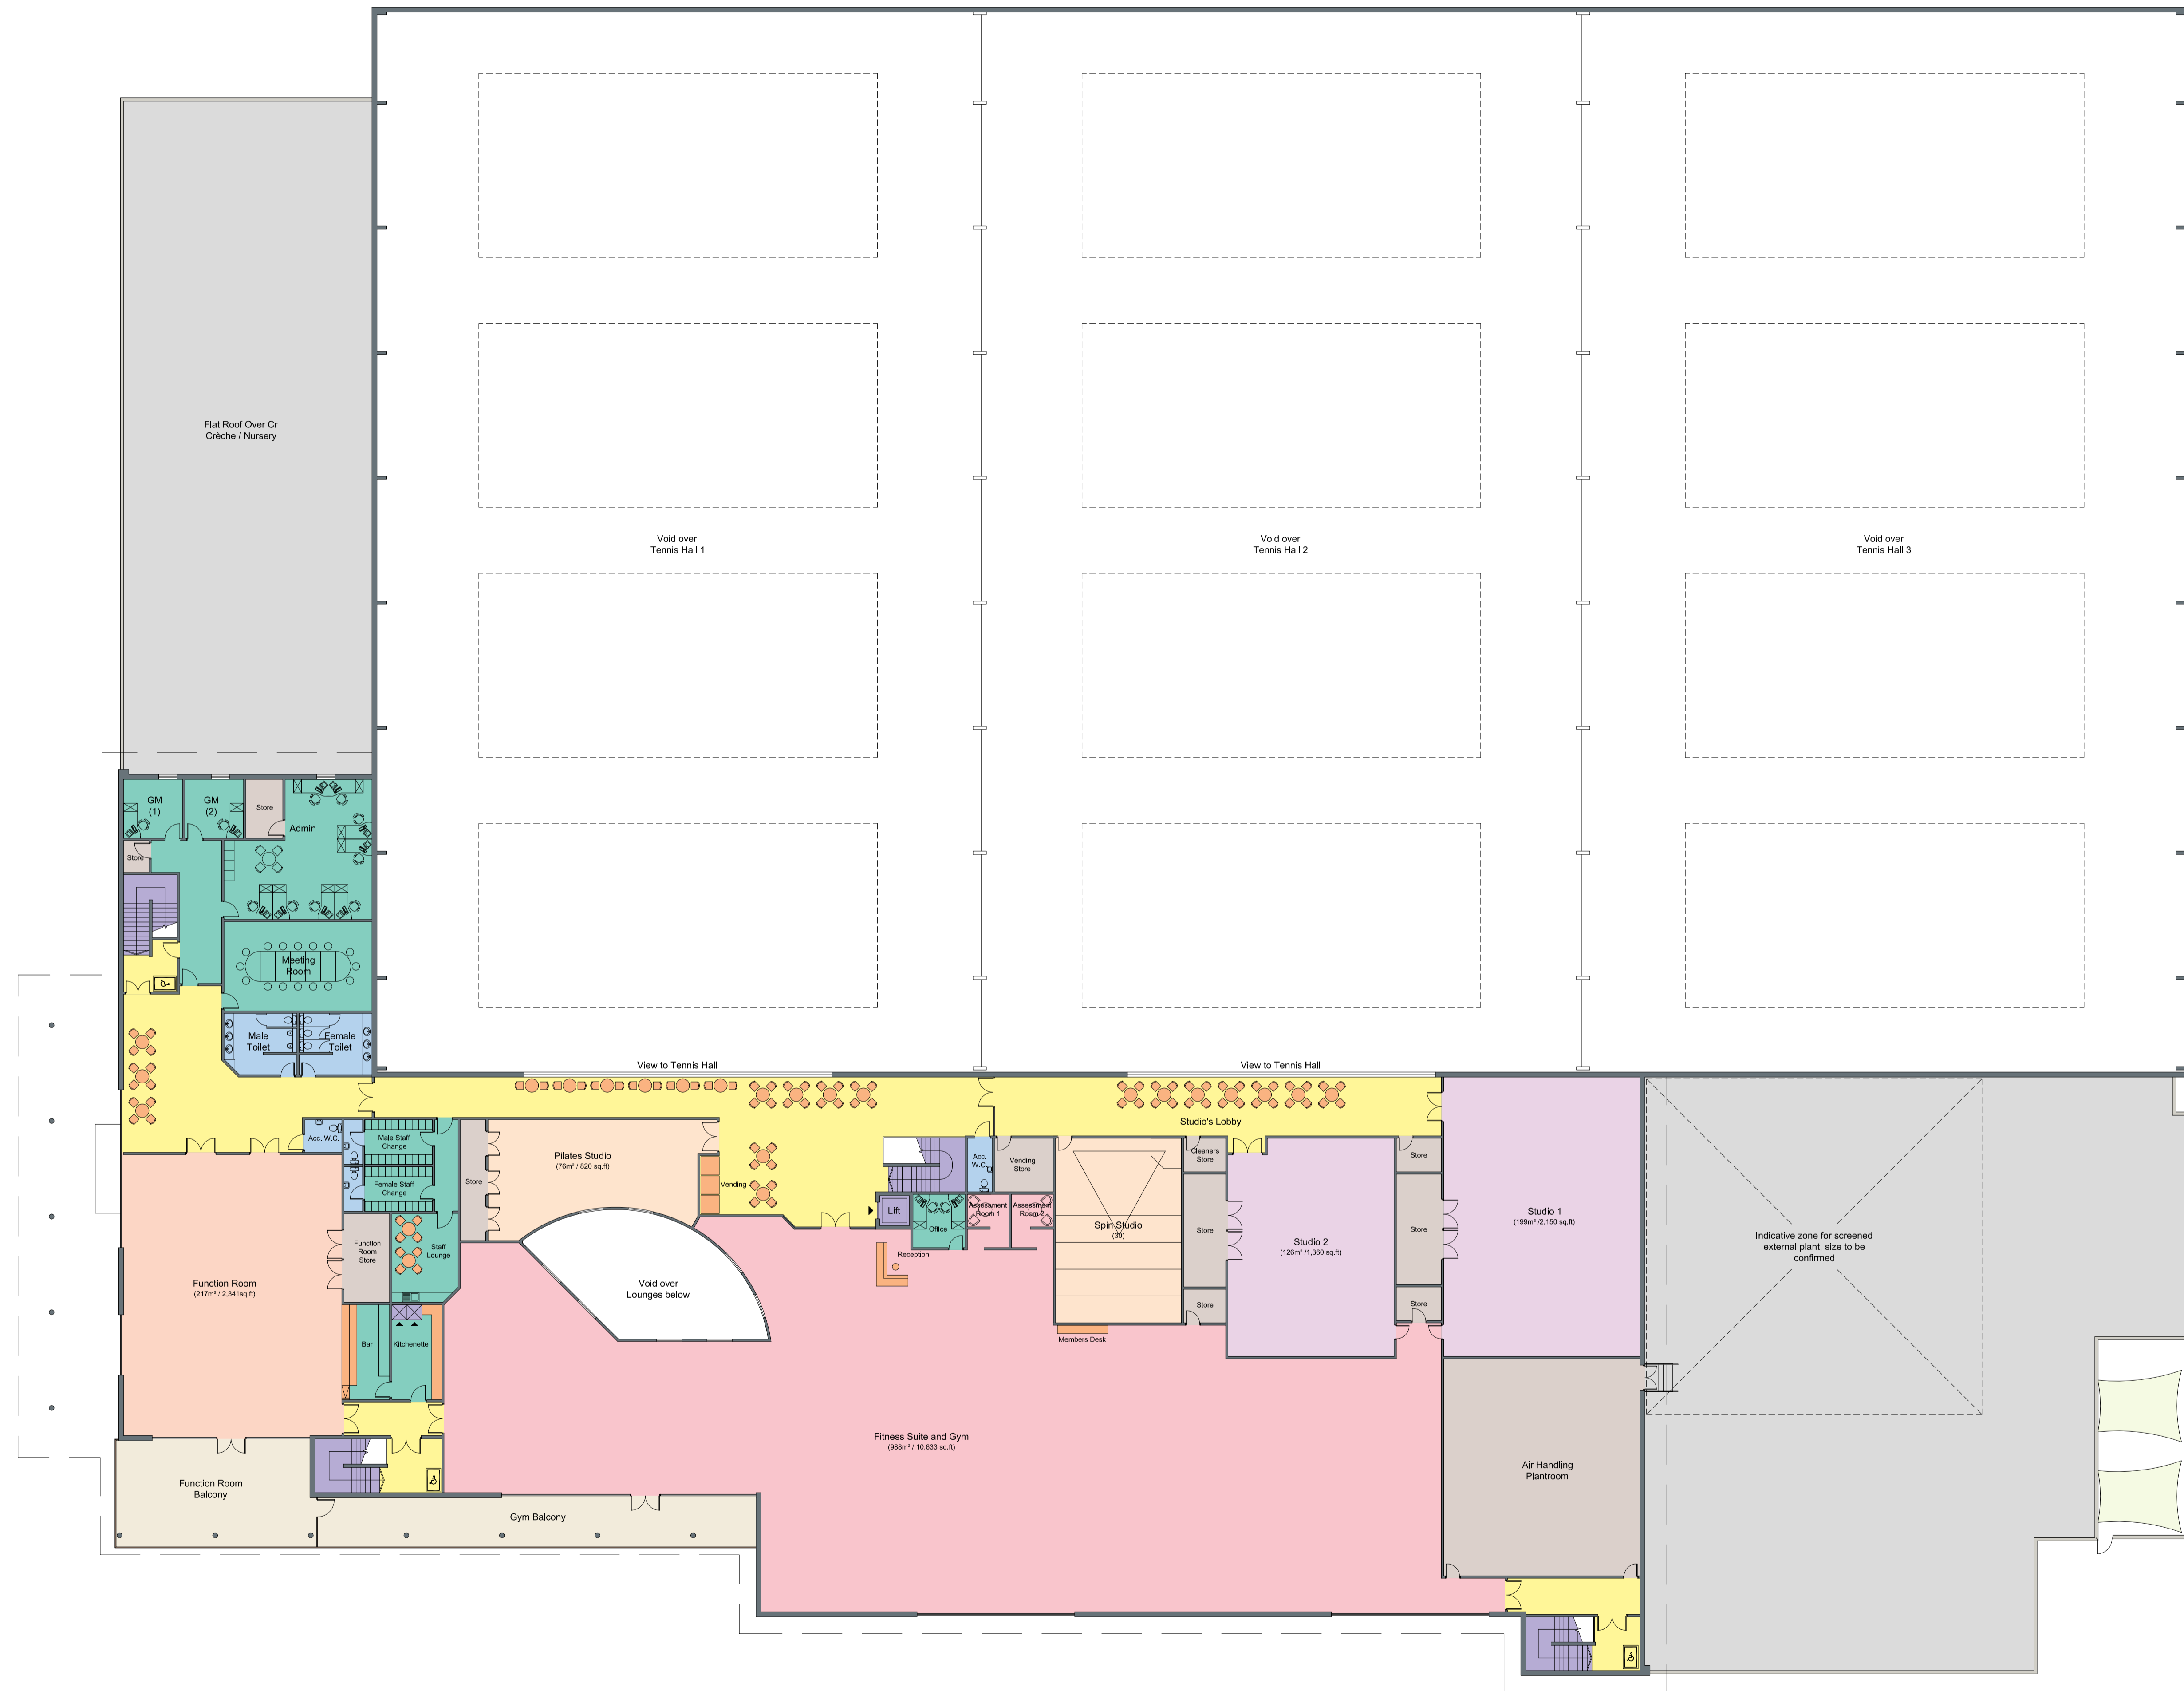 Flat Roof Over Cr
Crèche / Nursery
Void over
Tennis Hall 1
Void over
Tennis Hall 2
Void over
Tennis Hall 3
GM
(1)
GM
(2)
Store
Admin
Store
Meeting
Room
Male
Toilet
Female
Toilet
View to Tennis Hall
View to Tennis Hall
Studio's Lobby
Acc, W.C,
Male Staff
Change
Female Staff
Change
Store
Pilates Studio
(76m² / 820 sq.ft)
Vending
Acc,
W.C,
Vending
Store
Cleaners
Store
Store
Lift
Office
Assessment
Room 1
Assessment
Room 2
Reception
Spin Studio
(30)
Store
Store
Studio 2
(126m² /1,360 sq,ft)
Store
Store
Studio 1
(199m² /2,150 sq,ft)
Indicative zone for screened
external plant, size to be
confirmed
Function
Room
Store
Staff
Lounge
Function Room
(217m² / 2,341sq.ft)
Void over
Lounges below
Members Desk
Bar
Kitchenette
Fitness Suite and Gym
(988m² / 10,633 sq.ft)
Air Handling
Plantroom
Function Room
Balcony
Gym Balcony